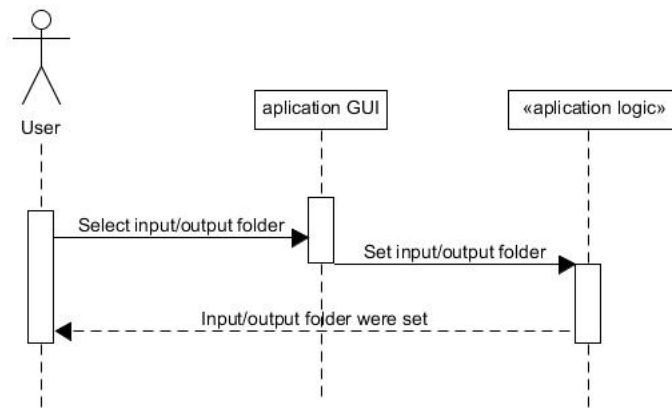 User
aplication GUI
«aplication logic»
Select input/output folder
Set input/output folder
Input/output folder were set